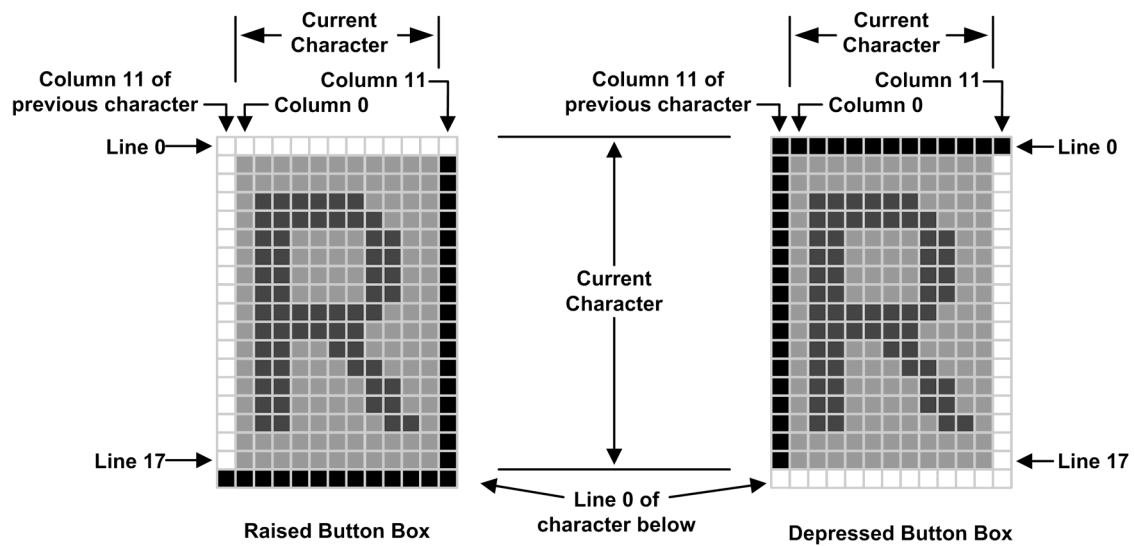 Current
Character
Column 11 of
previous character
Column 11
Column 0
Line 0
Line 17
Raised Button Box
Current
Character
Line 0 of
character below
Current
Character
Column 11 of
previous character
Column 11
Column 0
Line 0
Line 17
Depressed Button Box
R
R